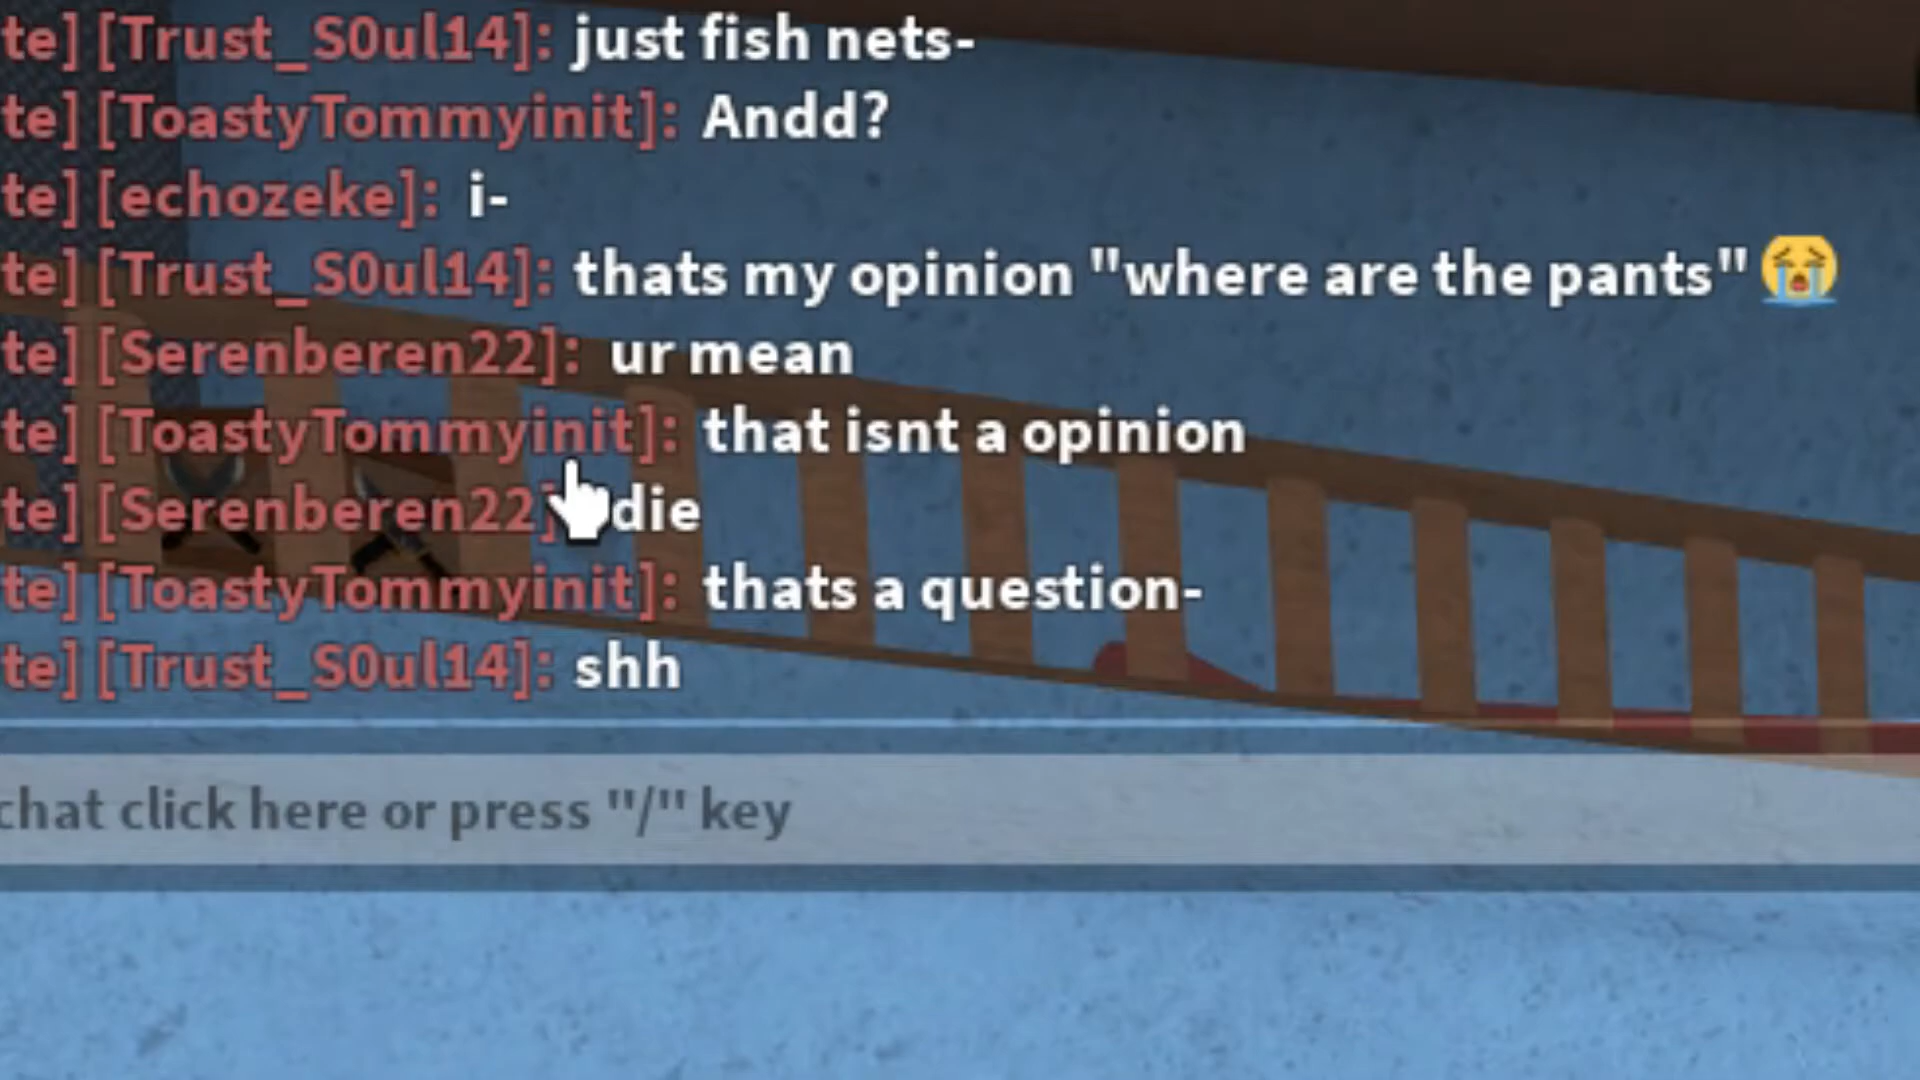 te] [Trust_S0ul14]: just fish nets-
te] [ToastyTommyinit]: Andd?
te] [echozeke]: i-
te] [Trust_S0ul14]: thats my opinion "where are the pants"😭
te] [Serenberen22]: ur mean
te] [ToastyTommyinit]: that isnt a opinion
te] [Serenberen22]: die
te] [ToastyTommyinit]: thats a question-
te] [Trust_S0ul14]: shh
chat click here or press "/" key